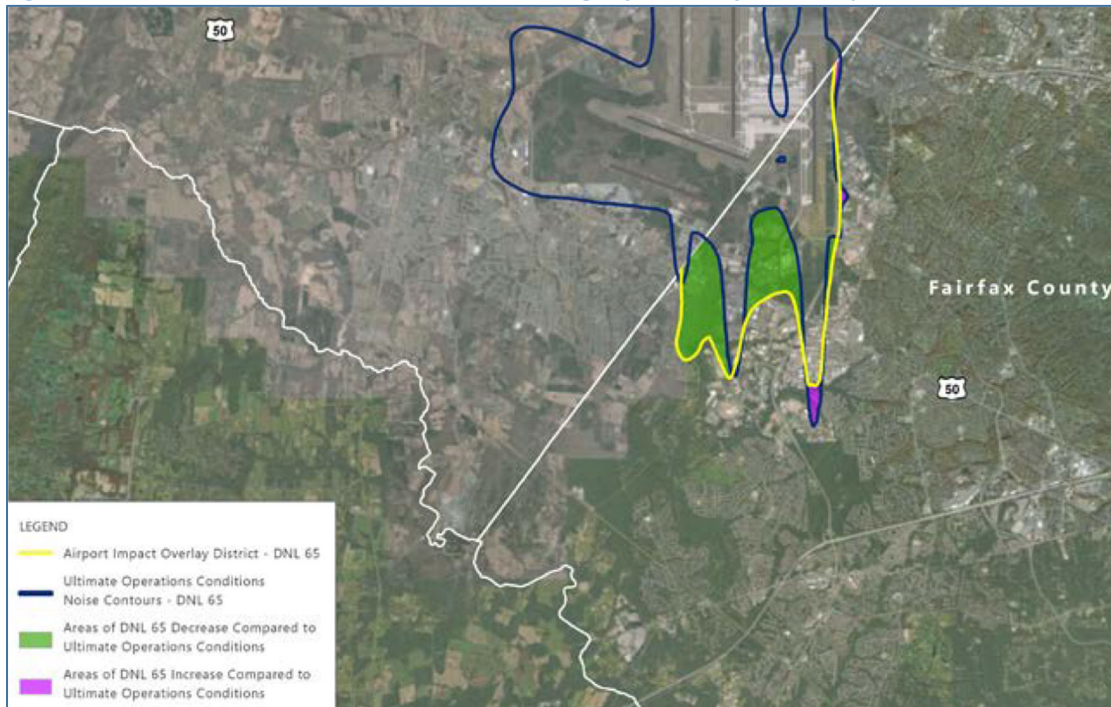 50
Fairfax County
50
LEGEND
Airport Impact Overlay District - DNL 65
Ultimate Operations Conditions
Noise Contours - DNL 65
Areas of DNL 65 Decrease Compared to
Ultimate Operations Conditions
Areas of DNL 65 Increase Compared to
Ultimate Operations Conditions